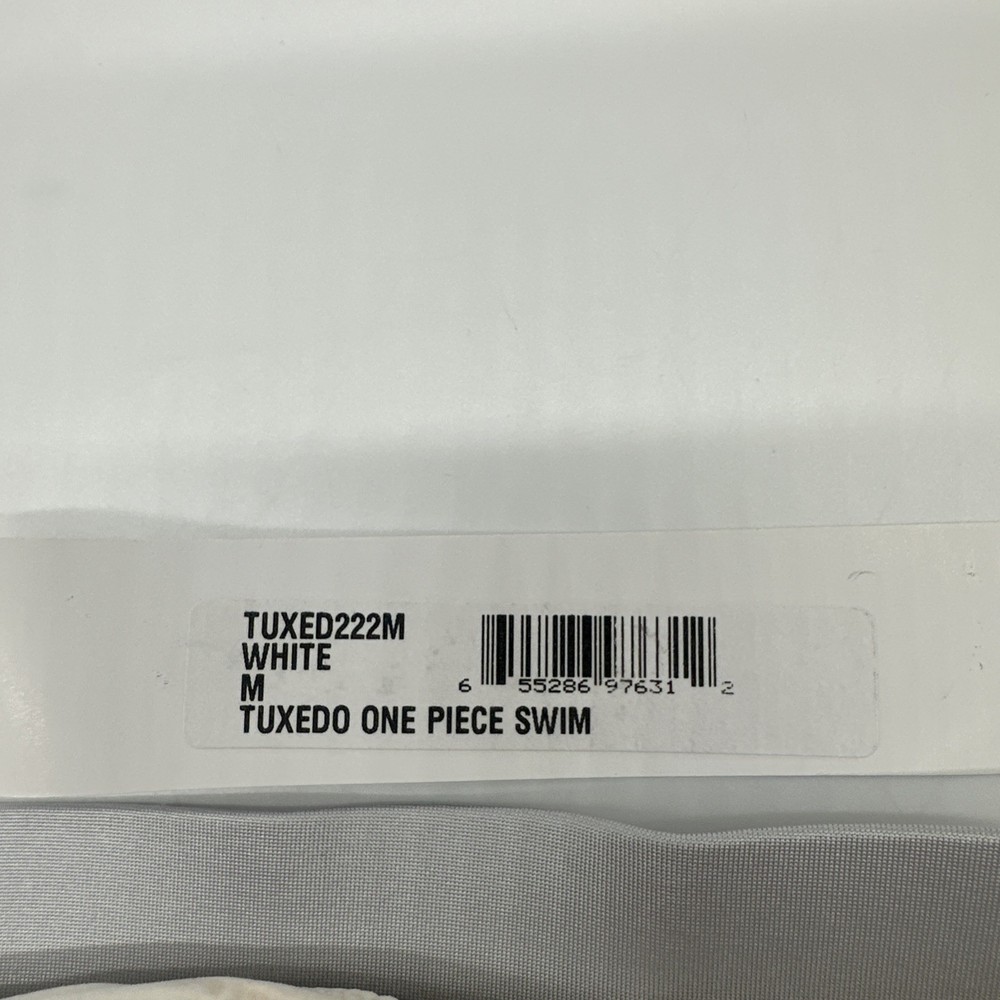 TUXED222M
WHITE
M
TUXEDO ONE PIECE SWIM
6 55286 97631 2